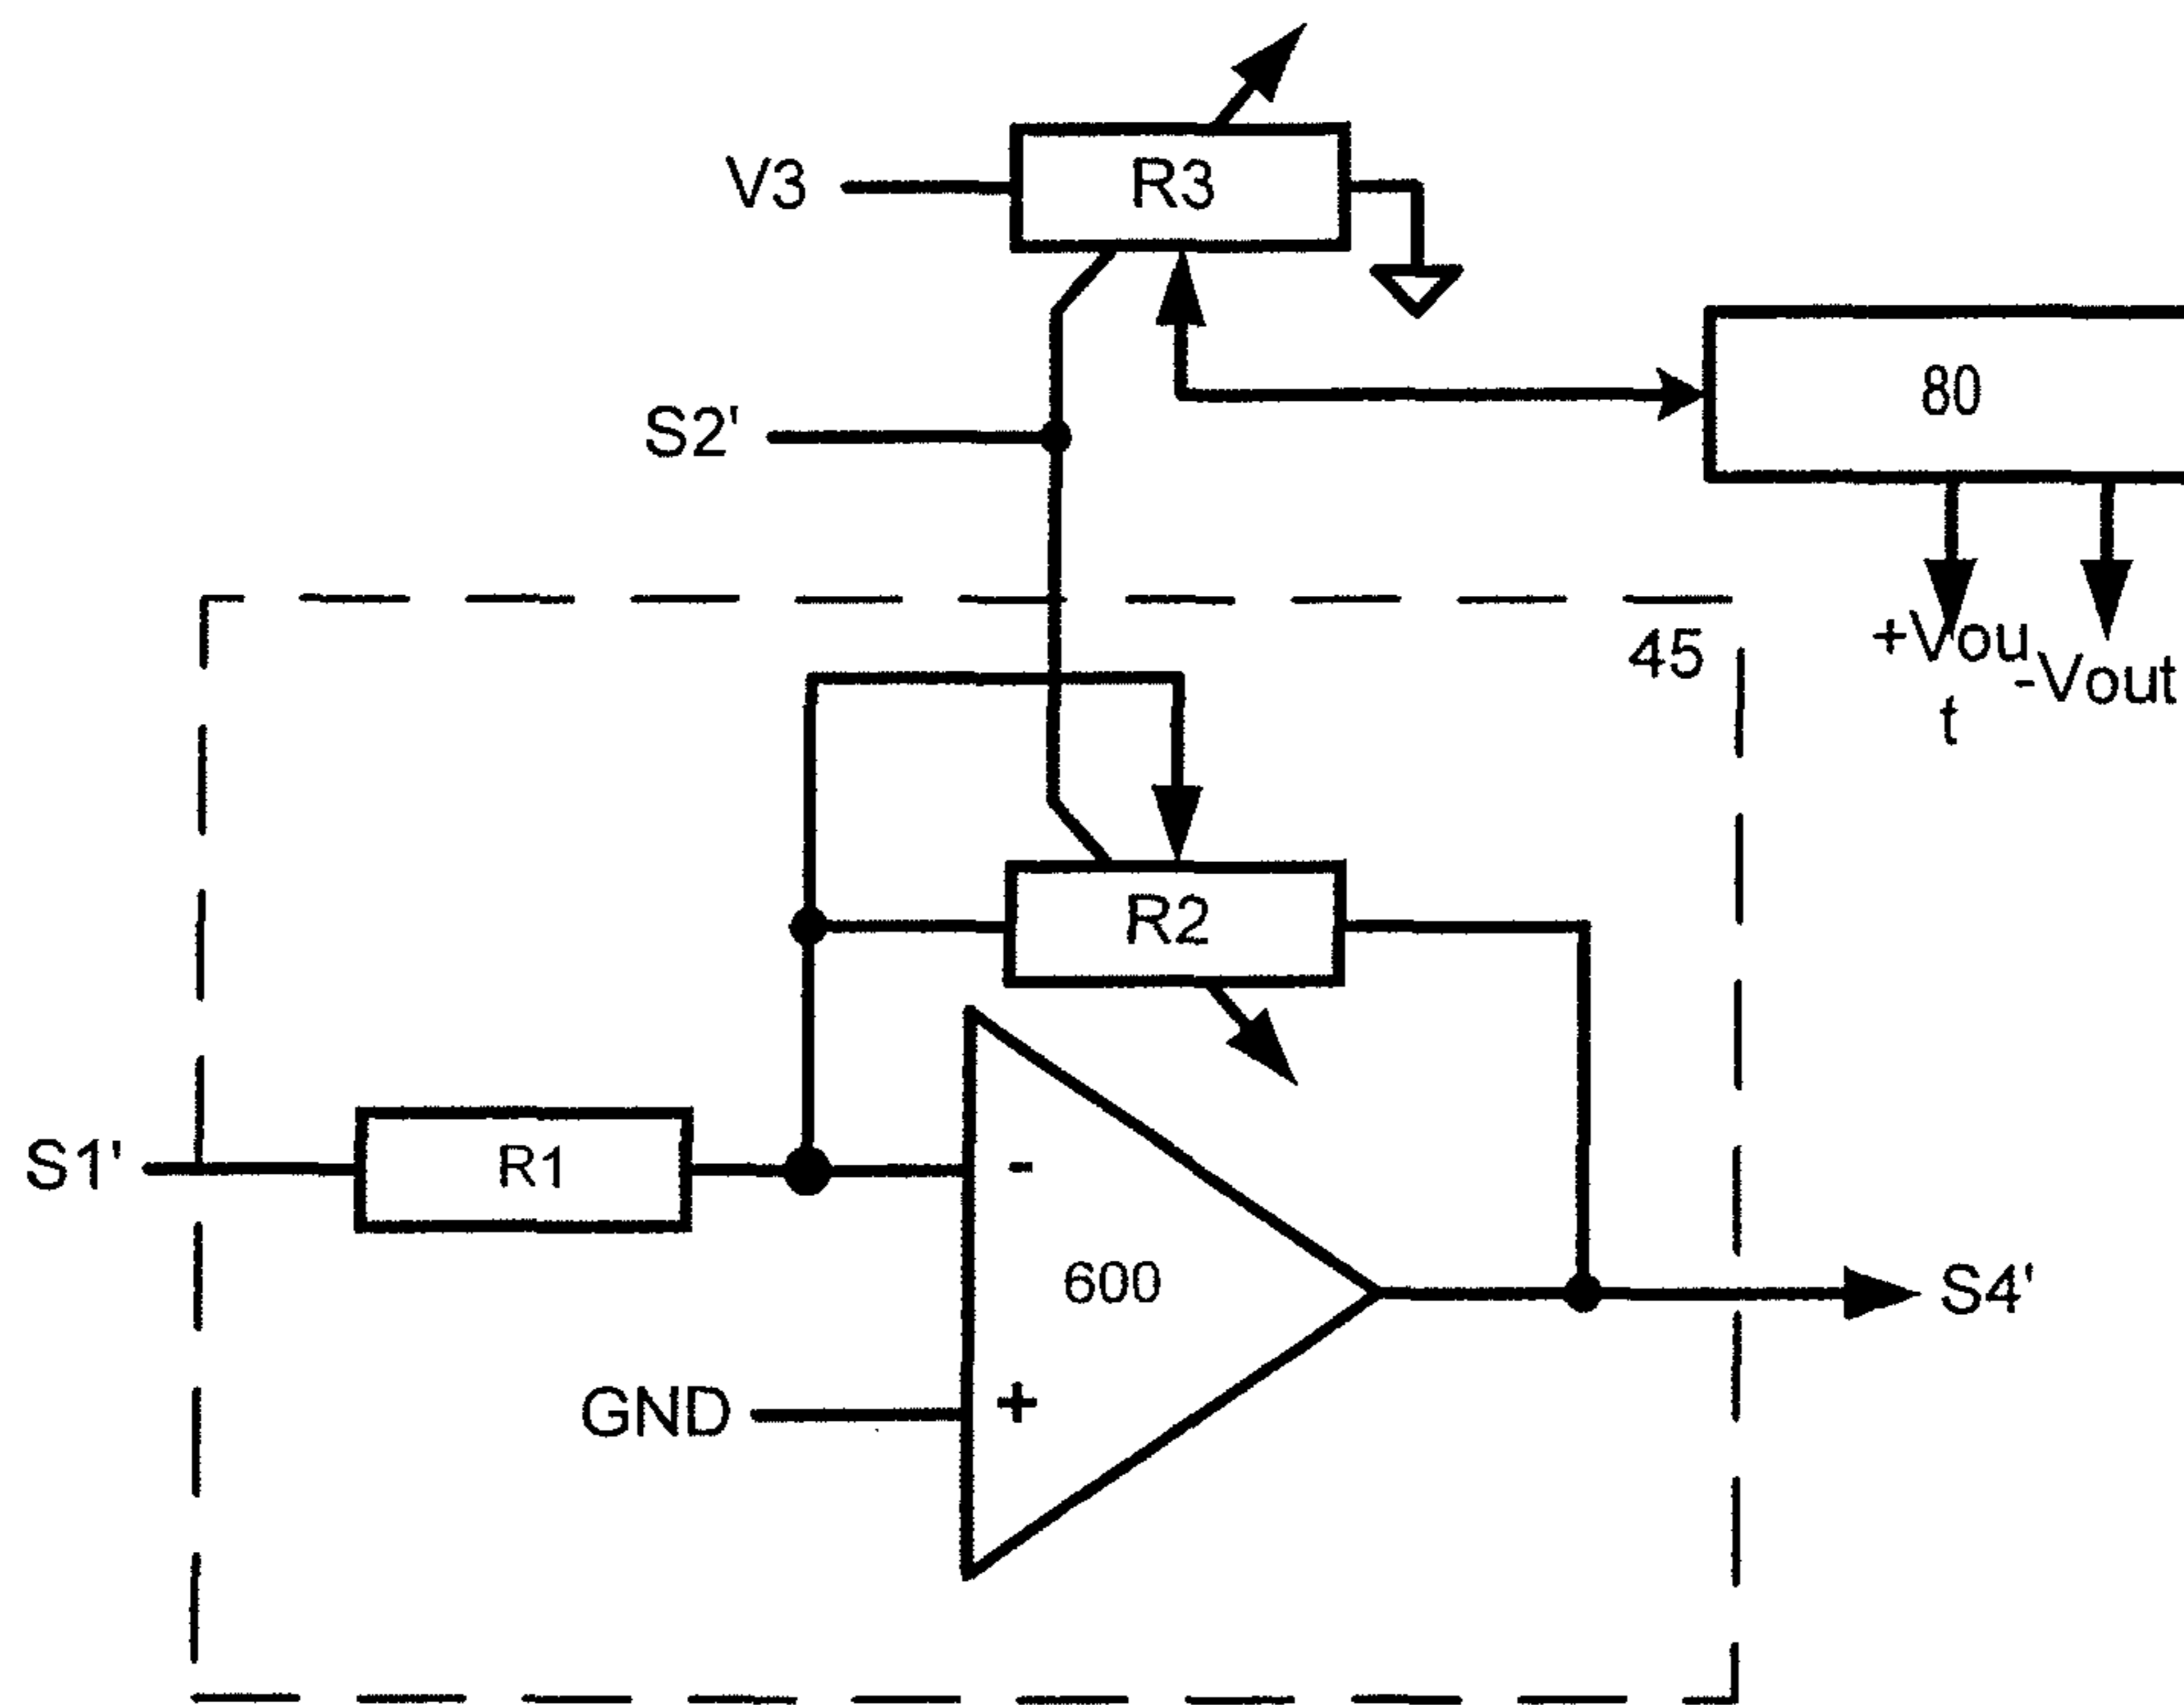 V3
R3
80
S2'
+Vou
t
-Vout
45
R2
S1'
R1
-
600
S4'
GND
+